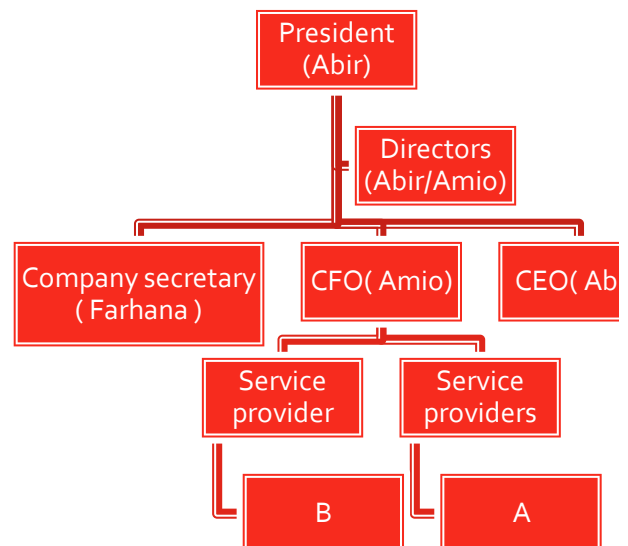 President
(Abir)
Directors
(Abir/Amio)
Company secretary
( Farhana )
CFO( Amio)
CEO( Ab
Service
provider
Service
providers
B
A